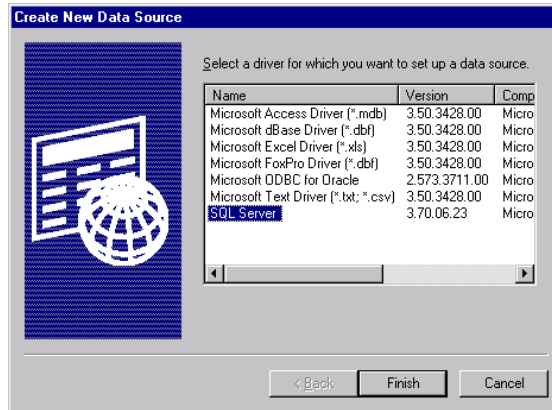 Create New Data Source
Select a driver for which you want to set up a data source.
Name Version Comp
Microsoft Access Driver (*.mdb) 3.50.3428.00 Micro
Microsoft dBase Driver (*.dbf) 3.50.3428.00 Micro
Microsoft Excel Driver (*.xls) 3.50.3428.00 Micro
Microsoft FoxPro Driver (*.dbf) 3.50.3428.00 Micro
Microsoft ODBC for Oracle 2.573.3711.00 Micro
Microsoft Text Driver (*.txt; *.csv) 3.50.3428.00 Micro
SQL Server 3.70.06.23 Micro
< Back Finish Cancel